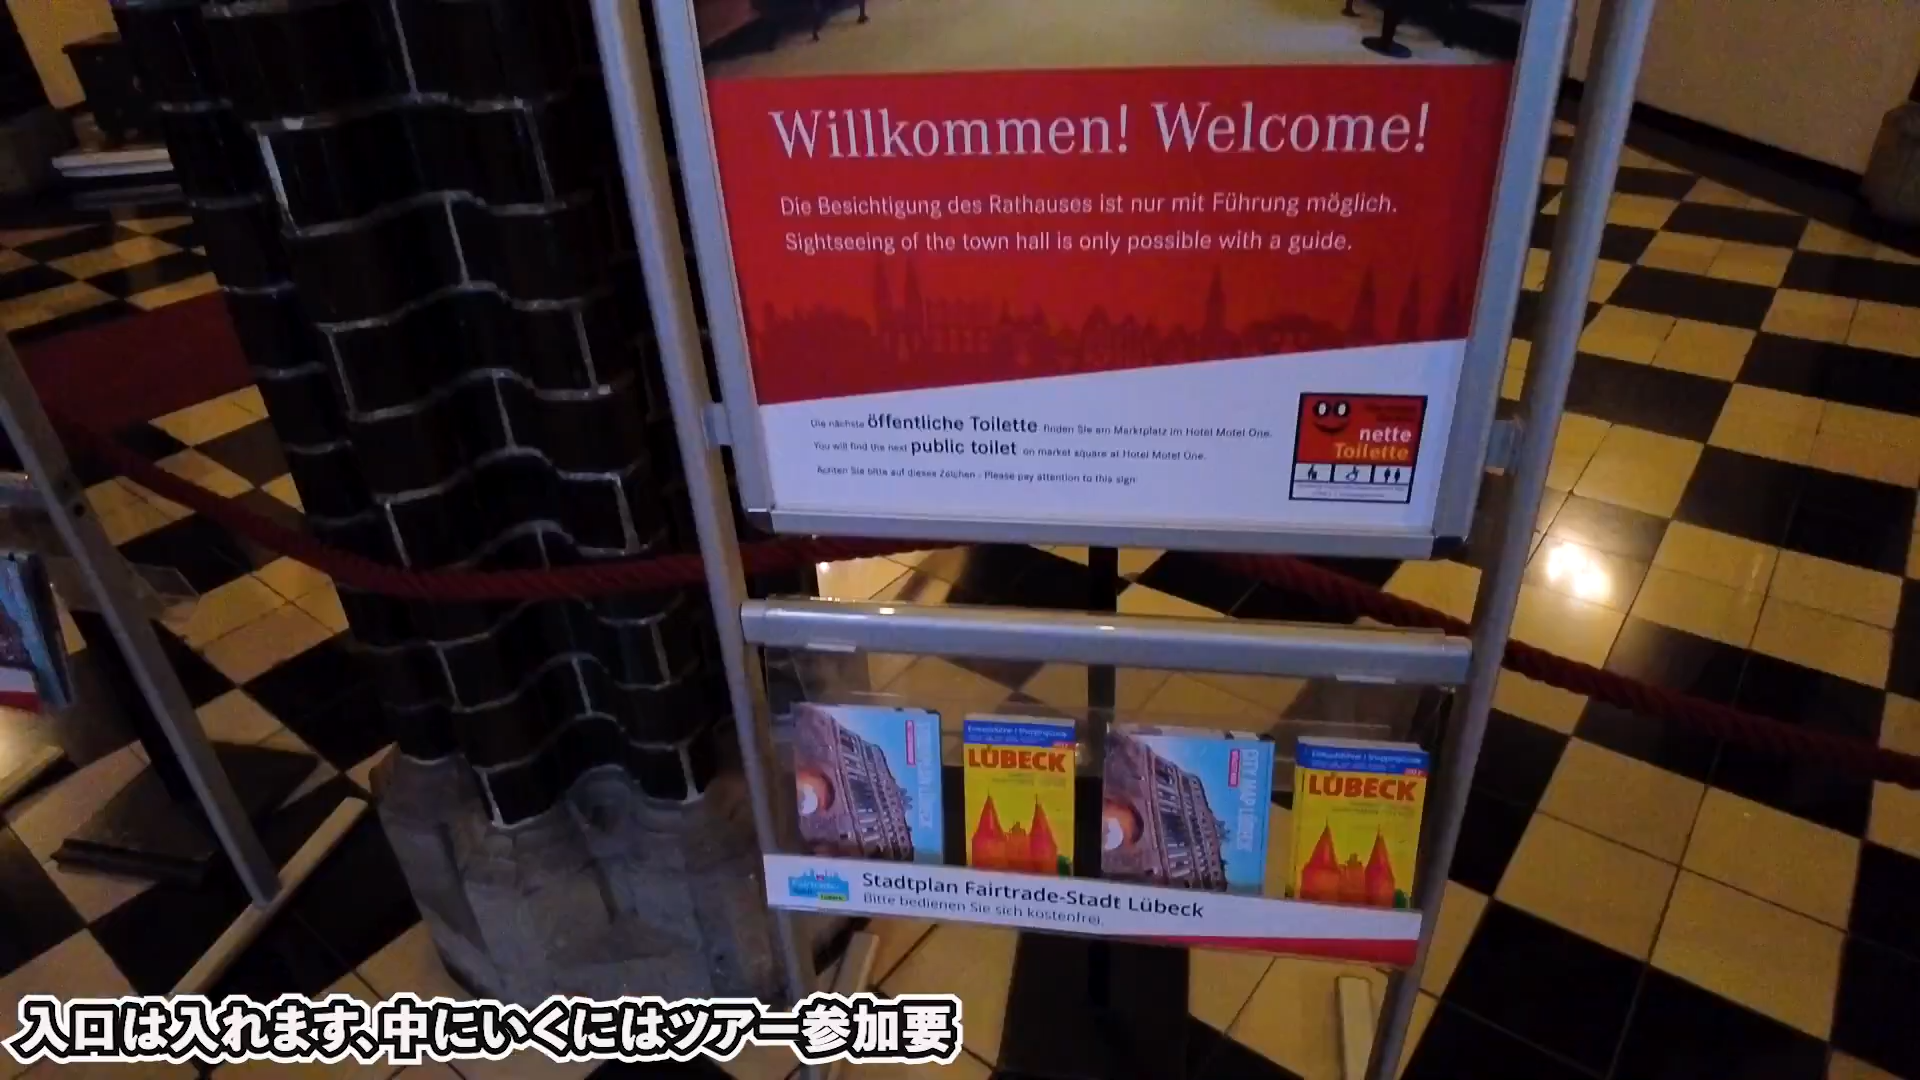 Willkommen! Welcome!
Die Besichtigung des Rathauses ist nur mit Führung möglich.
Sightseeing of the town hall is only possible with a guide.
Die nächste öffentliche Toilette finden Sie am Marktplatz im Hotel Motel One.
You will find the next public toilet on market square at Hotel Motel One.
Achten Sie bitte auf dieses Zeichen - Please pay attention to this sign
nette
Toilette
LÜBECK
CITY MAP LÜBECK
LÜBECK
Stadtplan Fairtrade-Stadt Lübeck
Bitte bedienen Sie sich kostenfrei.
入口は入れます、中にいくにはツアー参加要